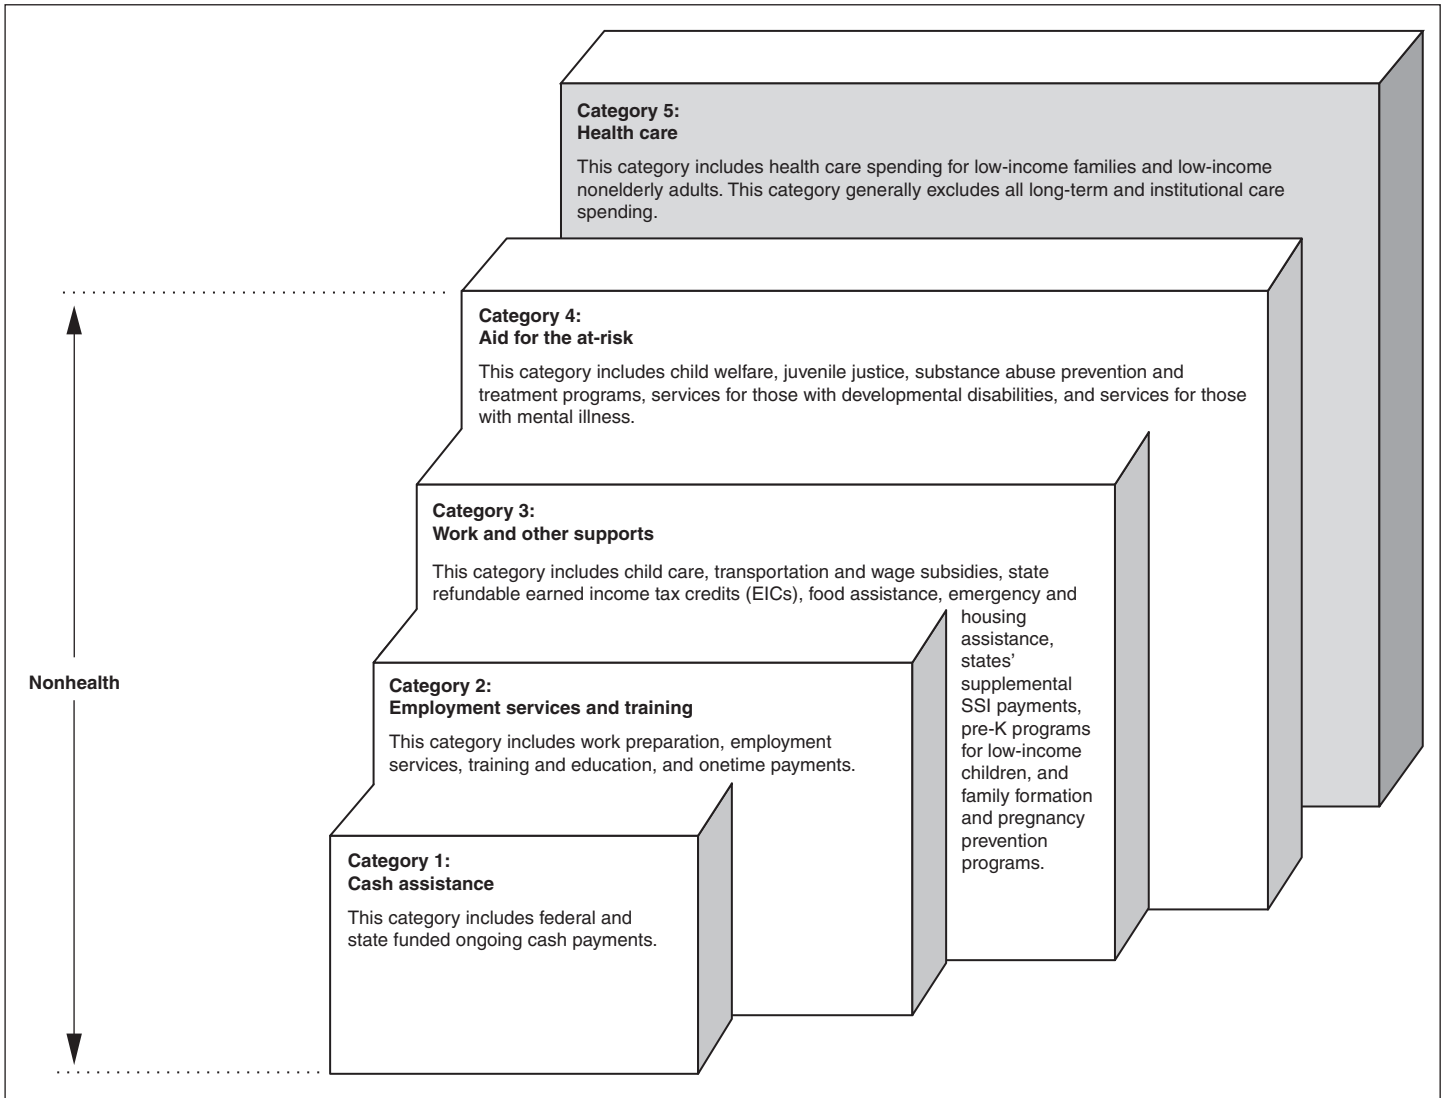 Category 5:
Health care
This category includes health care spending for low-income families and low-income
nonelderly adults. This category generally excludes all long-term and institutional care
spending.
Category 4:
Aid for the at-risk
This category includes child welfare, juvenile justice, substance abuse prevention and
treatment programs, services for those with developmental disabilities, and services for those
with mental illness.
Category 3:
Work and other supports
This category includes child care, transportation and wage subsidies, state
refundable earned income tax credits (EICs), food assistance, emergency and
housing
assistance,
states’
supplemental
SSI payments,
pre-K programs
for low-income
children, and
family formation
and pregnancy
prevention
programs.
Nonhealth
Category 2:
Employment services and training
This category includes work preparation, employment
services, training and education, and onetime payments.
Category 1:
Cash assistance
This category includes federal and
state funded ongoing cash payments.